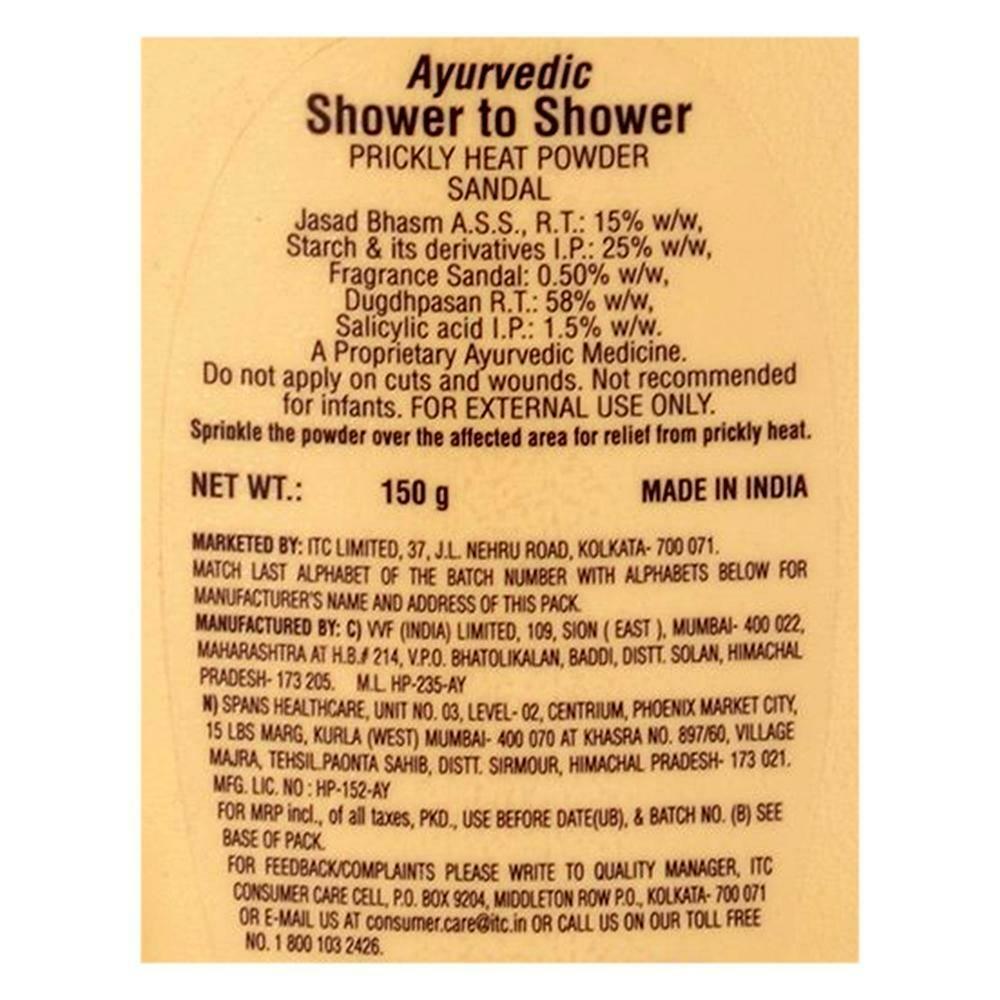 Ayurvedic
Shower to Shower
PRICKLY HEAT POWDER
SANDAL
Jasad Bhasm A.S.S., R.T.: 15% w/w,
Starch & its derivatives I.P.: 25% w/w,
Fragrance Sandal: 0.50% w/w,
Dugdhpasan R.T.: 58% w/w,
Salicylic acid I.P.: 1.5% w/w.
A Proprietary Ayurvedic Medicine.
Do not apply on cuts and wounds. Not recommended
for infants. FOR EXTERNAL USE ONLY.
Sprinkle the powder over the affected area for relief from prickly heat.
NET WT.: 150 g MADE IN INDIA
MARKETED BY: ITC LIMITED, 37, J.L. NEHRU ROAD, KOLKATA- 700 071.
MATCH LAST ALPHABET OF THE BATCH NUMBER WITH ALPHABETS BELOW FOR
MANUFACTURER'S NAME AND ADDRESS OF THIS PACK.
MANUFACTURED BY: C) VVF (INDIA) LIMITED, 109, SION ( EAST ), MUMBAI- 400 022,
MAHARASHTRA AT H.B.# 214, V.P.O. BHATOLIKALAN, BADDI, DISTT. SOLAN, HIMACHAL
PRADESH- 173 205. M.L. HP-235-AY
N) SPANS HEALTHCARE, UNIT NO. 03, LEVEL- 02, CENTRIUM, PHOENIX MARKET CITY,
15 LBS MARG, KURLA (WEST) MUMBAI- 400 070 AT KHASRA NO. 897/60, VILLAGE
MAJRA, TEHSIL.PAONTA SAHIB, DISTT. SIRMOUR, HIMACHAL PRADESH- 173 021.
MFG. LIC. NO : HP-152-AY
FOR MRP incl., of all taxes, PKD., USE BEFORE DATE(UB), & BATCH NO. (B) SEE
BASE OF PACK.
FOR FEEDBACK/COMPLAINTS PLEASE WRITE TO QUALITY MANAGER, ITC
CONSUMER CARE CELL, P.O. BOX 9204, MIDDLETON ROW P.O., KOLKATA- 700 071
OR E-MAIL US AT consumer.care@itc.in OR CALL US ON OUR TOLL FREE
NO. 1 800 103 2426.